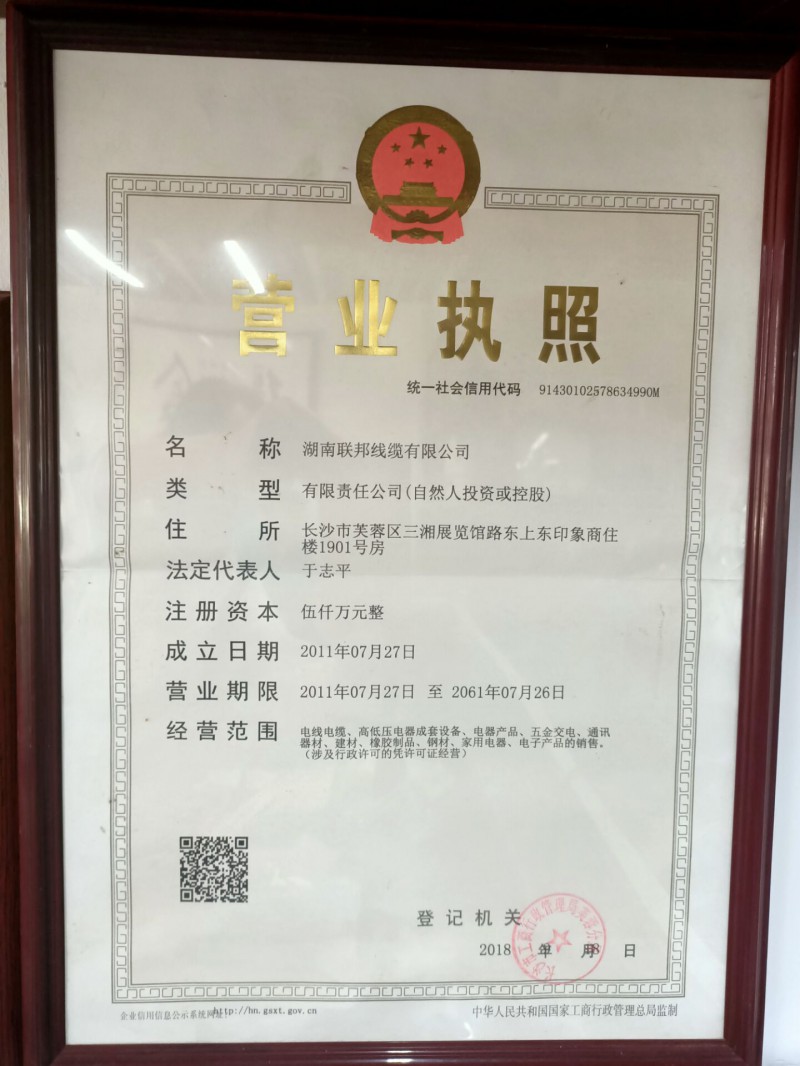 营业执照
统一社会信用代码 91430102578634990M
名称 湖南联邦线缆有限公司
类型 有限责任公司(自然人投资或控股)
住所 长沙市芙蓉区三湘展览馆路东上东印象商住
楼1901号房
法定代表人 于志平
注册资本 伍仟万元整
成立日期 2011年07月27日
营业期限 2011年07月27日 至 2061年07月26日
经营范围 电线电缆、高低压电器成套设备、电器产品、五金交电、通讯
器材、建材、橡胶制品、钢材、家用电器、电子产品的销售。
(涉及行政许可的凭许可证经营)
登记机关
2018 年 月 日
企业信用信息公示系统网址: http://hn.gsxt.gov.cn
中华人民共和国国家工商行政管理总局监制